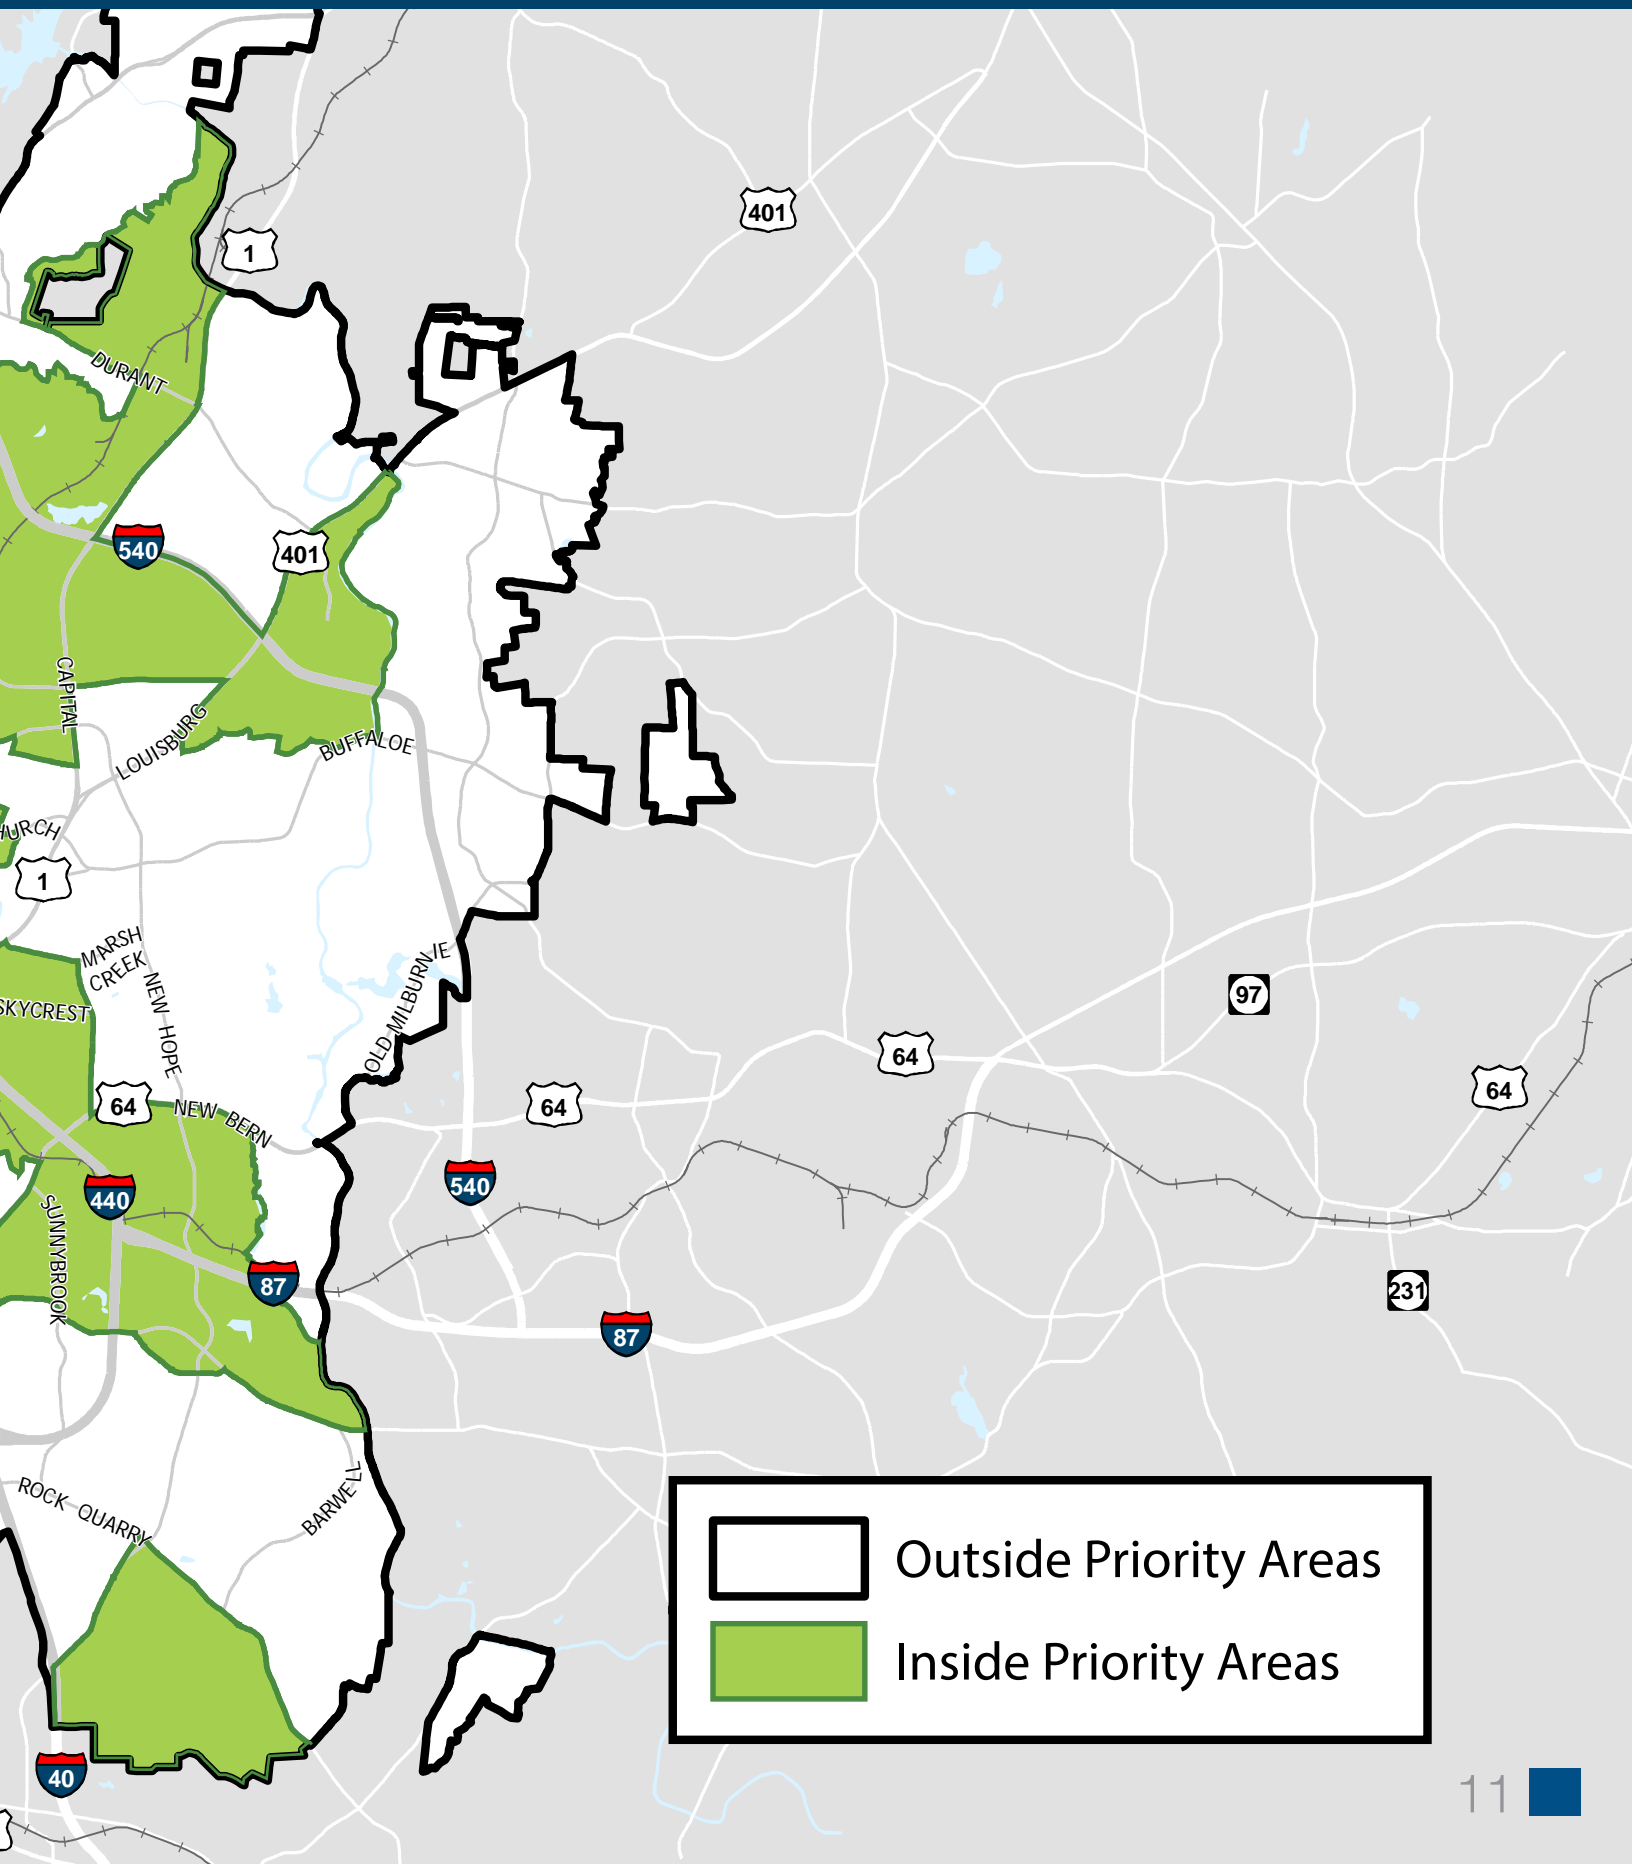 401
1
DURANT
540
401
CAPITAL
LOUISBURG
BUFFALOE
HURCH
1
MARSH
CREEK
OLD MILBURNIE
SKYCREST
NEW HOPE
97
64
64
64
NEW BERN
540
440
SUNNYBROOK
87
231
87
ROCK QUARRY
BARWELL
Outside Priority Areas
Inside Priority Areas
40
11